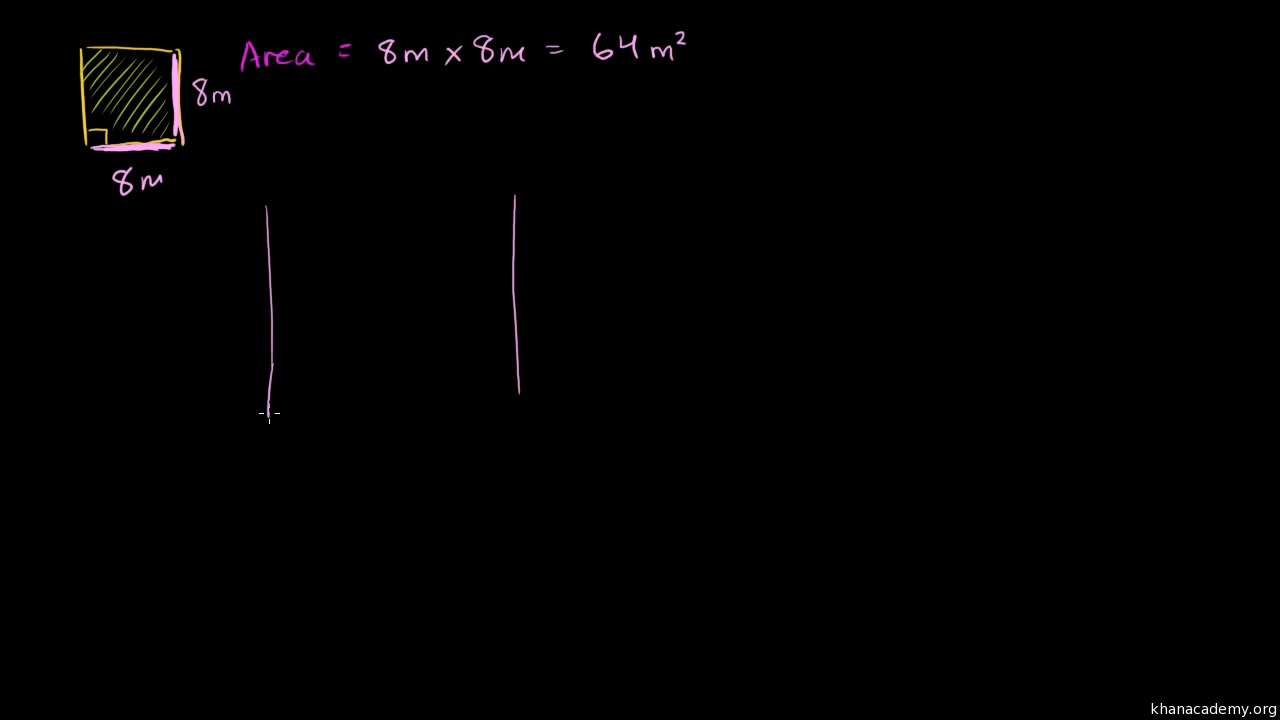 Area = 8m x 8m = 64 m²
8m
8m
khanacademy.org